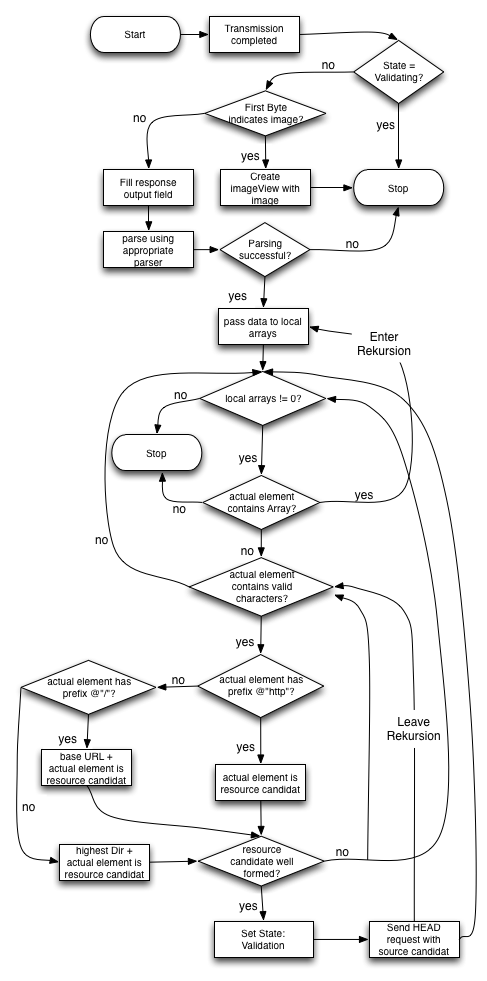 Start
Transmission
completed
State =
Validating?
no
yes
First Byte
indicates image?
no
yes
Fill response
output field
Create
imageView with
image
Stop
parse using
appropriate
parser
Parsing
successful?
no
yes
pass data to local
arrays
Enter
Rekursion
local arrays != 0?
no
Stop
yes
actual element
contains Array?
no
yes
no
no
actual element
contains valid
characters?
yes
actual element has
prefix @"/"?
no
actual element has
prefix @"http"?
yes
yes
Leave
Rekursion
base URL +
actual element is
resource candidat
actual element is
resource candidat
no
highest Dir +
actual element is
resource candidat
resource
candidate well
formed?
no
yes
Set State:
Validation
Send HEAD
request with
source candidat